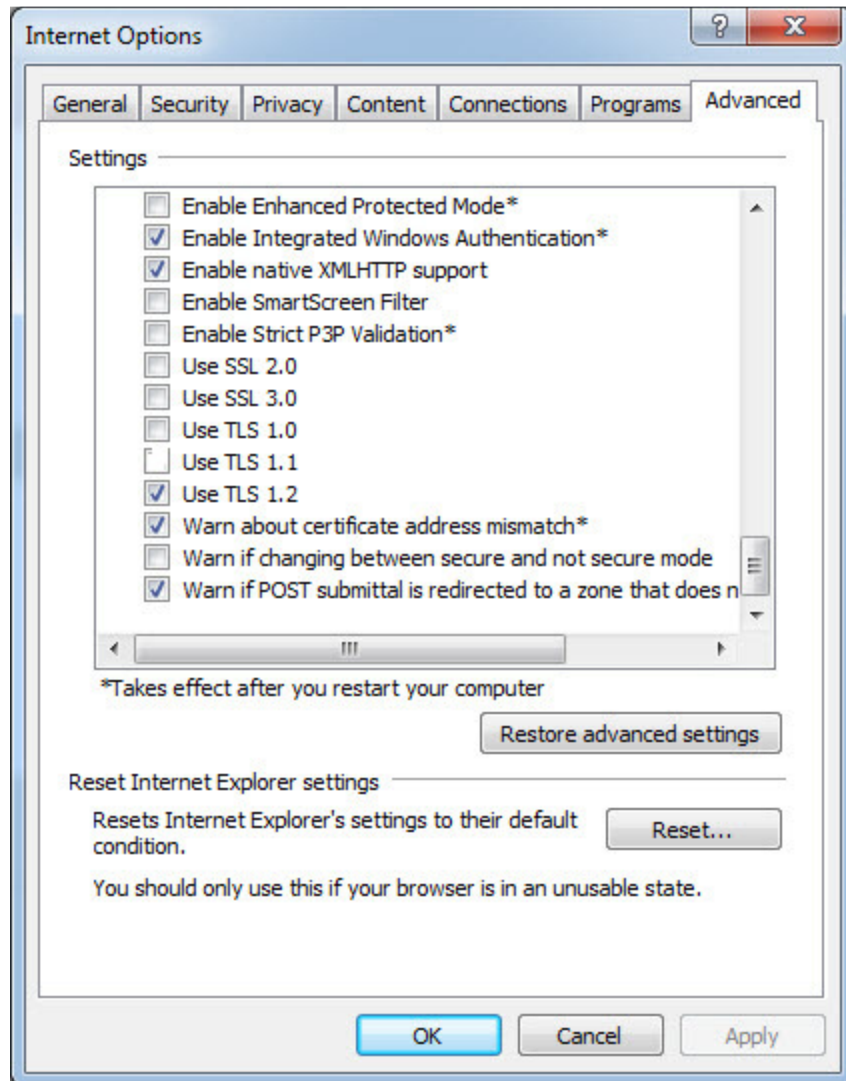 Internet Options
General Security Privacy Content Connections Programs Advanced
Settings
Enable Enhanced Protected Mode*
Enable Integrated Windows Authentication*
Enable native XMLHTTP support
Enable SmartScreen Filter
Enable Strict P3P Validation*
Use SSL 2.0
Use SSL 3.0
Use TLS 1.0
Use TLS 1.1
Use TLS 1.2
Warn about certificate address mismatch*
Warn if changing between secure and not secure mode
Warn if POST submittal is redirected to a zone that does n
*Takes effect after you restart your computer
Restore advanced settings
Reset Internet Explorer settings
Resets Internet Explorer's settings to their default
condition.
Reset...
You should only use this if your browser is in an unusable state.
OK Cancel Apply